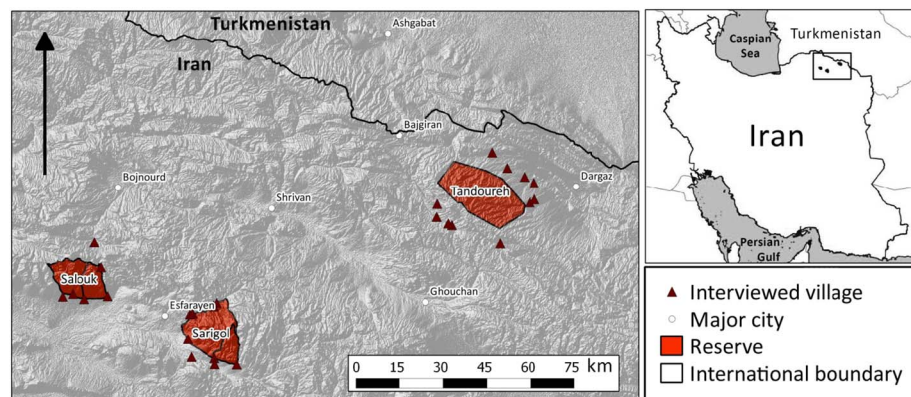 Turkmenistan
Ashgabat
Iran
Bajgiran
Bojnourd
Shrivan
Tandoureh
Dargaz
Salouk
Esfarayen
Sarigol
Ghouchan
0 15 30 45 60 75 km
Caspian
Sea
Turkmenistan
Iran
Persian
Gulf
Interviewed village
Major city
Reserve
International boundary